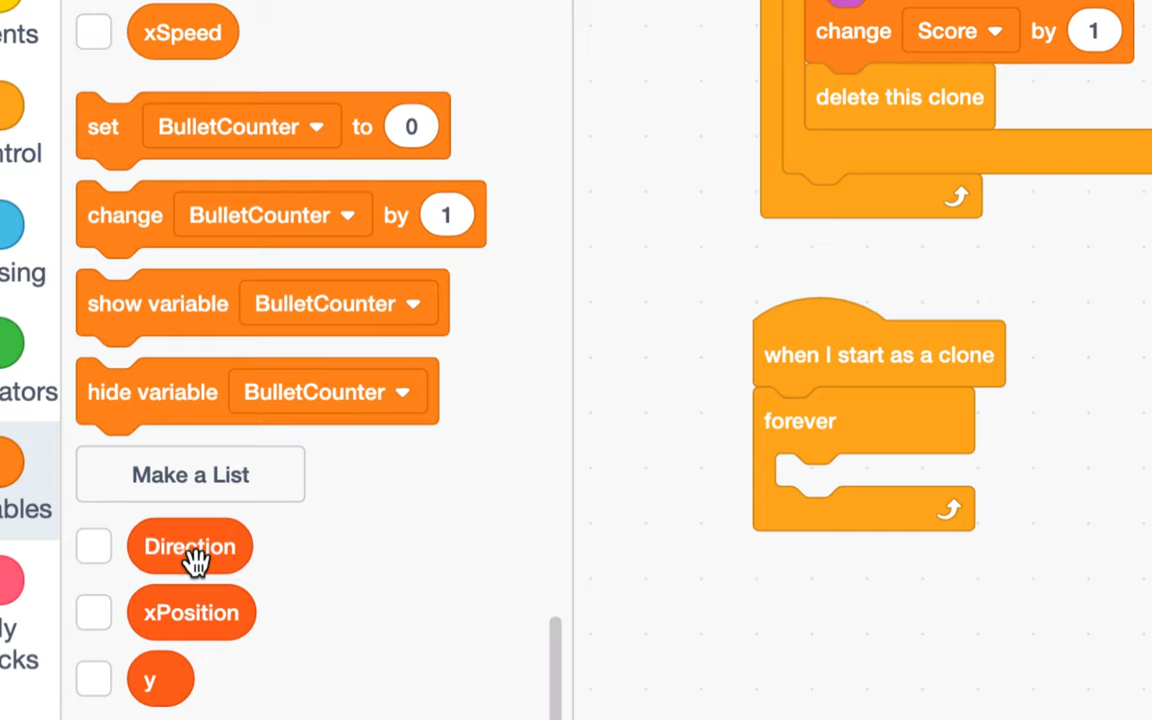 ents
ntrol
sing
ators
ables
ly
cks
xSpeed
set BulletCounter to 0
change BulletCounter by 1
show variable BulletCounter
hide variable BulletCounter
Make a List
Direction
xPosition
y
change Score by 1
delete this clone
when I start as a clone
forever